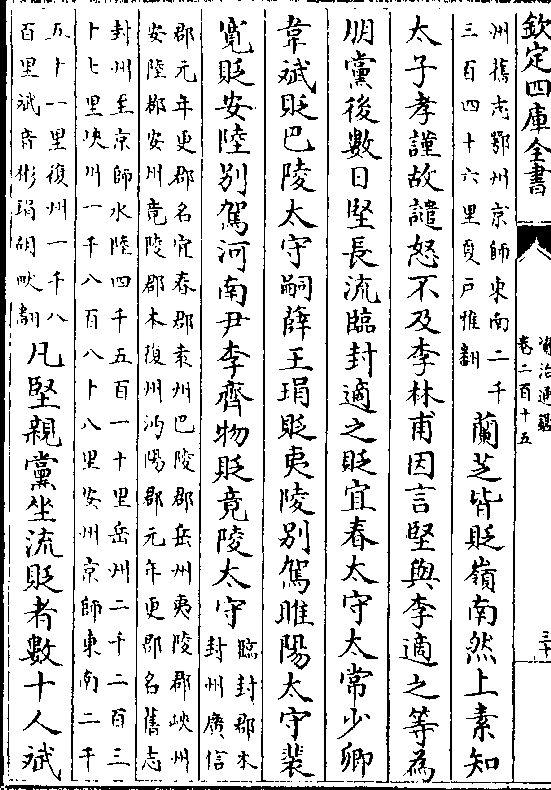 欽定四庫全書
資治通鑑
卷二百十五
三十
州舊志鄂州京師東南二千
三百四十六里夏戶雅翻
蘭芝皆貶嶺南然上素知
太子孝謹故譴怒不及李林甫因言堅與李適之等為
朋黨後數日堅長流臨封適之貶宜春太守太常少卿
韋斌貶巴陵太守嗣薛王琄貶夷陵別駕睢陽太守裴
寛貶安陸別駕河南尹李齊物貶竟陵太守
臨封郡本
封州廣信
郡元年更郡名宜春郡袁州巴陵郡岳州夷陵郡峽州
安陸郡安州竟陵郡本復州沔陽郡元年更郡名舊志
封州至京師水陸四千五百一十里岳州二千二百三
十七里峽州一千八百八十八里安州京師東南二千
五十一里復州一千八
百里斌音彬琄胡畎翻
凡堅親黨坐流貶者數十人斌